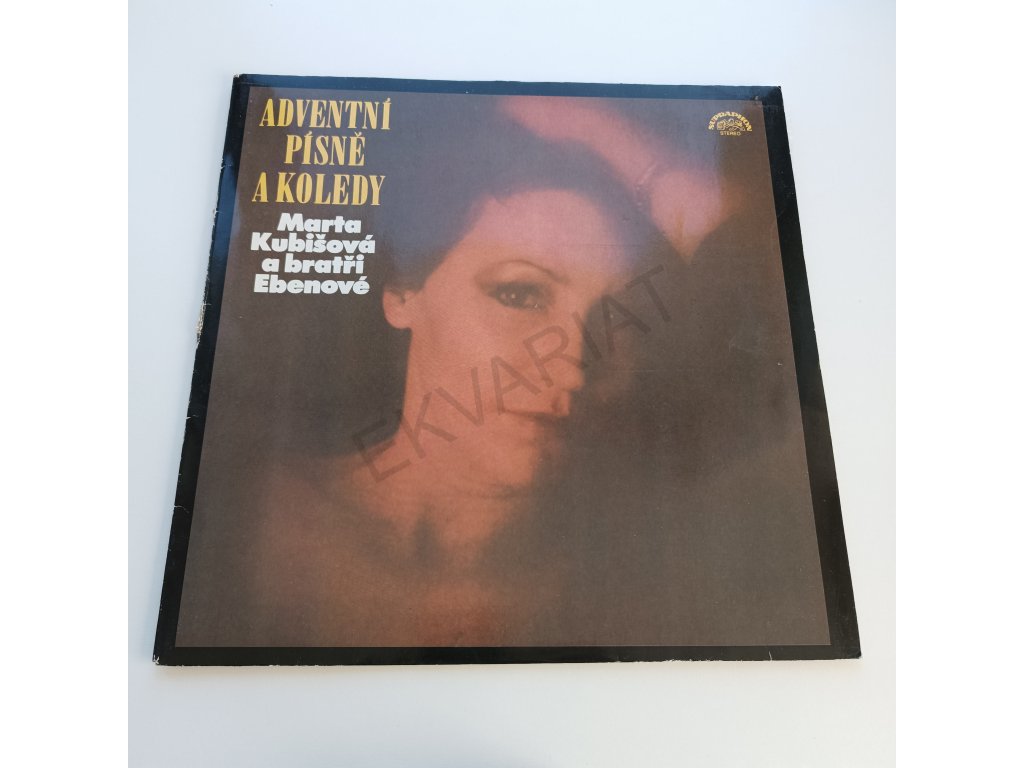 ADVENTNÍ
PÍSNĚ
A KOLEDY
Marta
Kubišová
a bratři
Ebenové
SUPRAPHON
STEREO
EKVARIAT